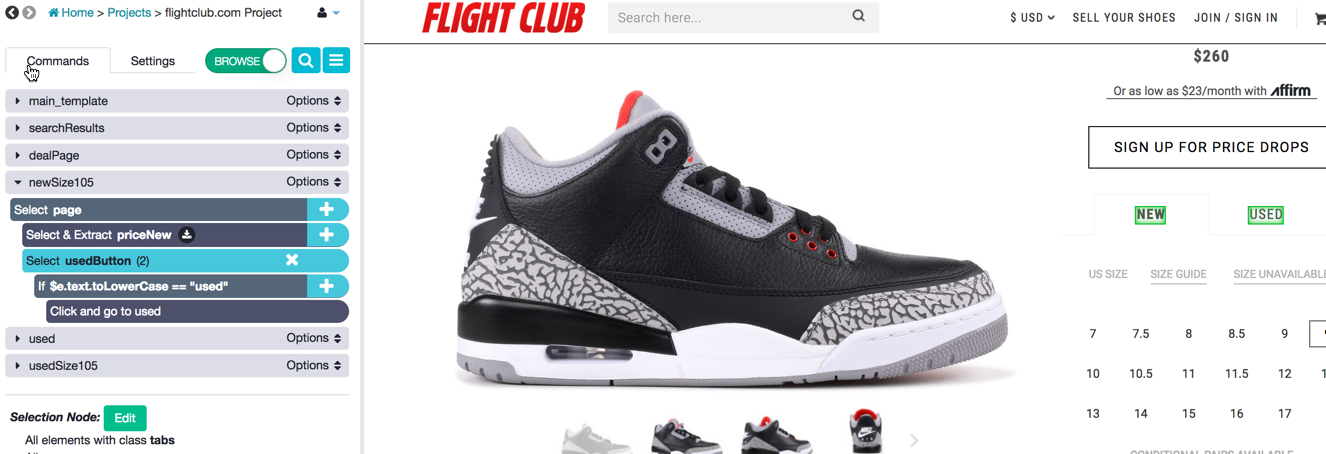 Home > Projects > flightclub.com Project
Commands
Settings
BROWSE
main_template Options
searchResults Options
dealPage Options
newSize105 Options
Select page
Select & Extract priceNew
Select usedButton (2)
If $e.text.toLowerCase == "used"
Click and go to used
used Options
usedSize105 Options
Selection Node: Edit
All elements with class tabs
FLIGHT CLUB
Search here...
$ USD
SELL YOUR SHOES
JOIN / SIGN IN
$260
Or as low as $23/month with affirm
SIGN UP FOR PRICE DROPS
NEW
USED
US SIZE
SIZE GUIDE
SIZE UNAVAILABLE
7 7.5 8 8.5 9
10 10.5 11 11.5 12
13 14 15 16 17
CONDITIONAL PAIRS AVAILABLE